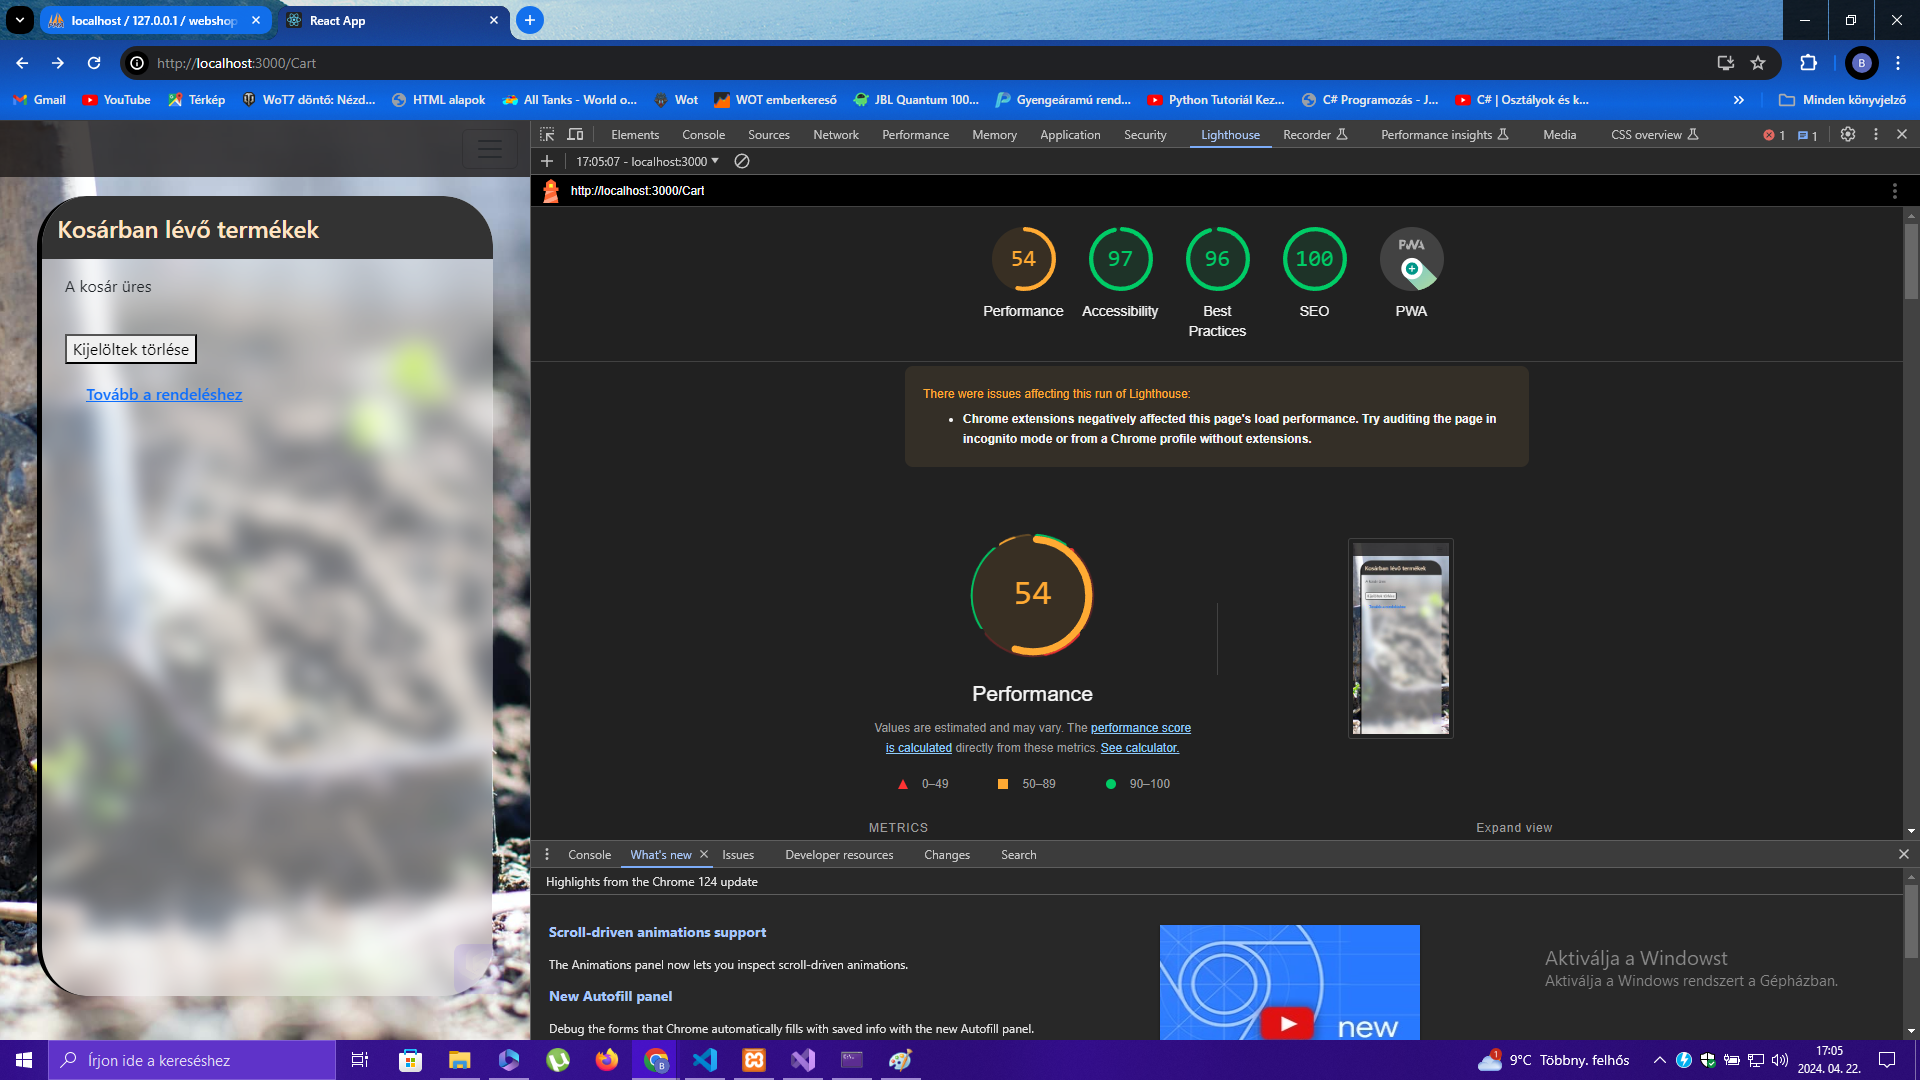 localhost / 127.0.0.1 / webshop
React App
http://localhost:3000/Cart
Gmail
YouTube
Térkép
WoT7 döntő: Nézd...
HTML alapok
All Tanks - World o...
Wot
WOT emberkereső
JBL Quantum 100...
Gyengeáramú rend...
Python Tutoriál Kez...
C# Programozás - J...
C# | Osztályok és k...
Minden könyvjelző
Elements
Console
Sources
Network
Performance
Memory
Application
Security
Lighthouse
Recorder
Performance insights
Media
CSS overview
1
1
17:05:07 - localhost:3000
http://localhost:3000/Cart
Kosárban lévő termékek
A kosár üres
Kijelöltek törlése
Tovább a rendeléshez
54
97
96
100
PWA
Performance
Accessibility
Best
Practices
SEO
PWA
There were issues affecting this run of Lighthouse:
Chrome extensions negatively affected this page's load performance. Try auditing the page in
incognito mode or from a Chrome profile without extensions.
54
Performance
Values are estimated and may vary. The performance score
is calculated directly from these metrics. See calculator.
0–49
50–89
90–100
METRICS
Expand view
Kosárban lévő termékek
Console
What's new
Issues
Developer resources
Changes
Search
Highlights from the Chrome 124 update
Scroll-driven animations support
The Animations panel now lets you inspect scroll-driven animations.
New Autofill panel
Debug the forms that Chrome automatically fills with saved info with the new Autofill panel.
new
Aktiválja a Windowst
Aktiválja a Windows rendszert a Gépházban.
Írjon ide a kereséshez
B
B
1
9°C
Többny. felhős
17:05
2024. 04. 22.